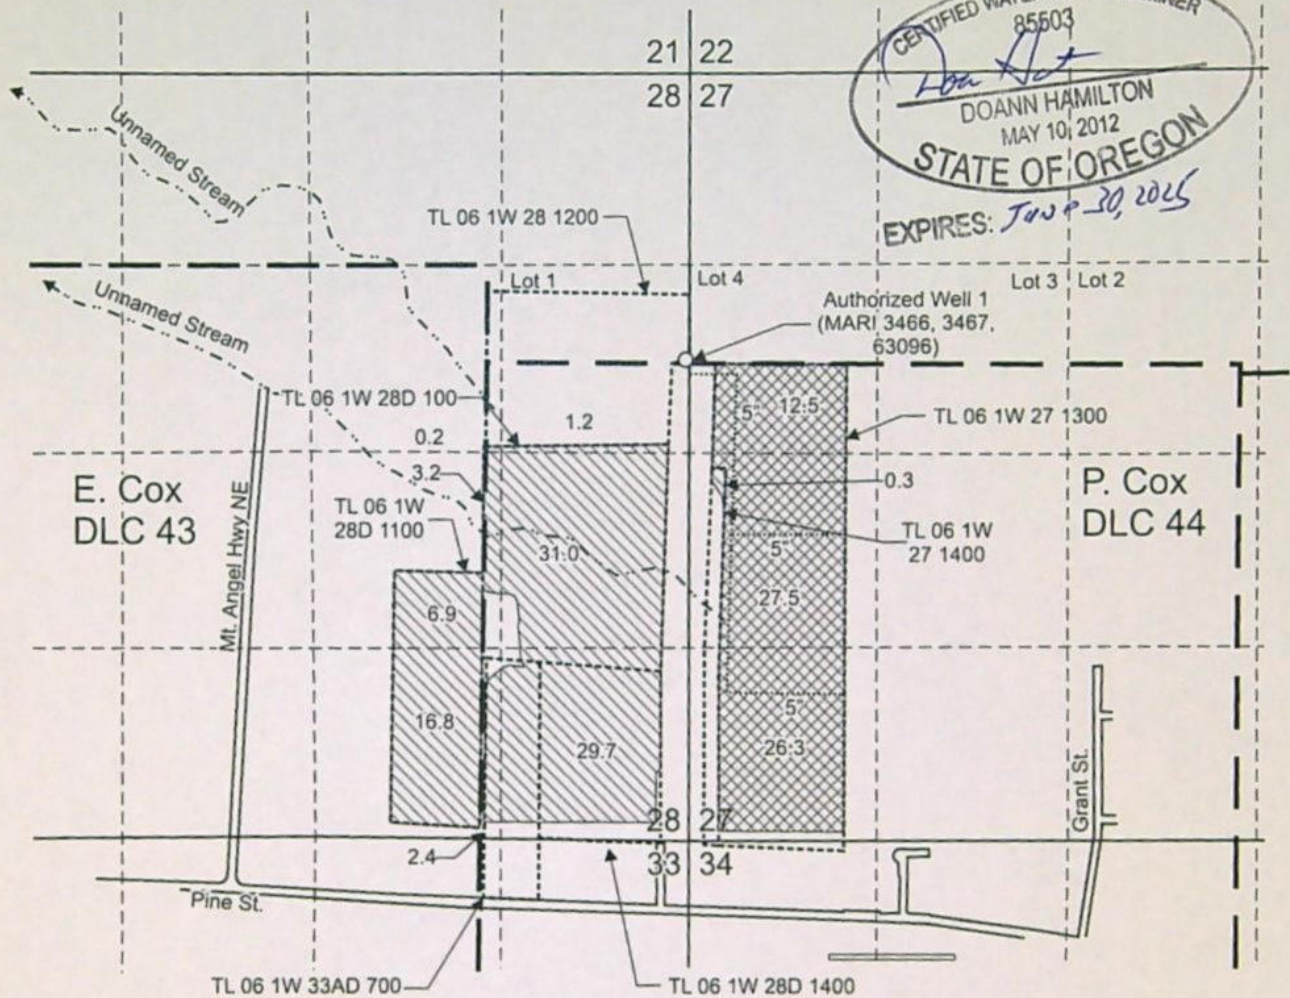 CERTIFIED WATER
85503
DOANN HAMILTON
MAY 10, 2012
STATE OF OREGON
EXPIRES: June 30, 2025
21 22
28 27
Unnamed Stream
TL 06 1W 28 1200
Lot 1
Lot 4
Lot 3
Lot 2
Unnamed Stream
Authorized Well 1
(MARI 3466, 3467,
63096)
TL 06 1W 28D 100
1.2
5"
12.5
TL 06 1W 27 1300
0.2
3.2
0.3
E. Cox
DLC 43
TL 06 1W
28D 1100
P. Cox
DLC 44
TL 06 1W
27 1400
Mt. Angel Hwy NE
31.0
5"
27.5
6.9
16.8
29.7
5"
26.3
Grant St.
28 27
33 34
2.4
Pine St.
TL 06 1W 33AD 700
TL 06 1W 28D 1400